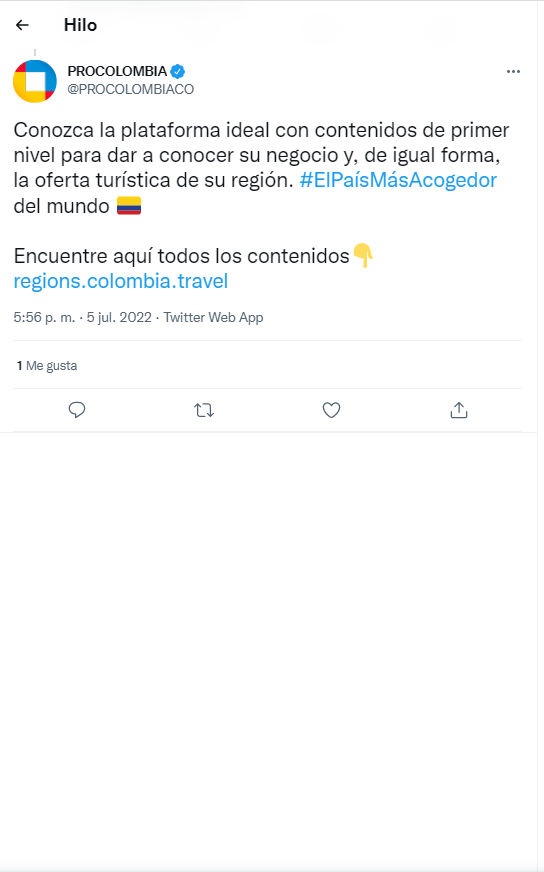 Hilo
PROCOLOMBIA
@PROCOLOMBIACO
Conozca la plataforma ideal con contenidos de primer
nivel para dar a conocer su negocio y, de igual forma,
la oferta turística de su región. #ElPaísMásAcogedor
del mundo 🇨🇴
Encuentre aquí todos los contenidos👇
regions.colombia.travel
5:56 p. m. · 5 jul. 2022 · Twitter Web App
1 Me gusta